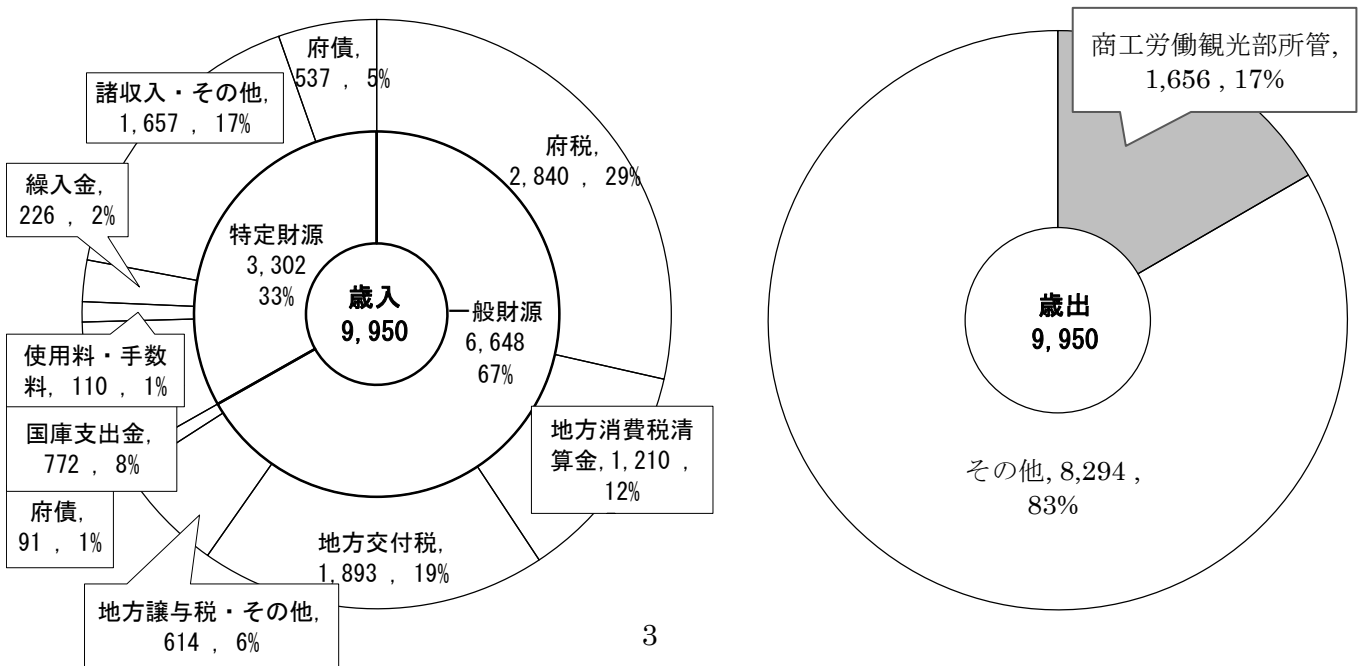 府債,
537 , 5%
諸収入・その他,
1,657 , 17%
府税,
2,840 , 29%
繰入金,
226 , 2%
特定財源
3,302
33%
歳入
9,950
一般財源
6,648
67%
使用料・手数
料, 110 , 1%
国庫支出金,
772 , 8%
府債,
91 , 1%
地方消費税清
算金, 1,210 ,
12%
地方交付税,
1,893 , 19%
地方譲与税・その他,
614 , 6%
商工労働観光部所管,
1,656 , 17%
歳出
9,950
その他, 8,294 ,
83%
3